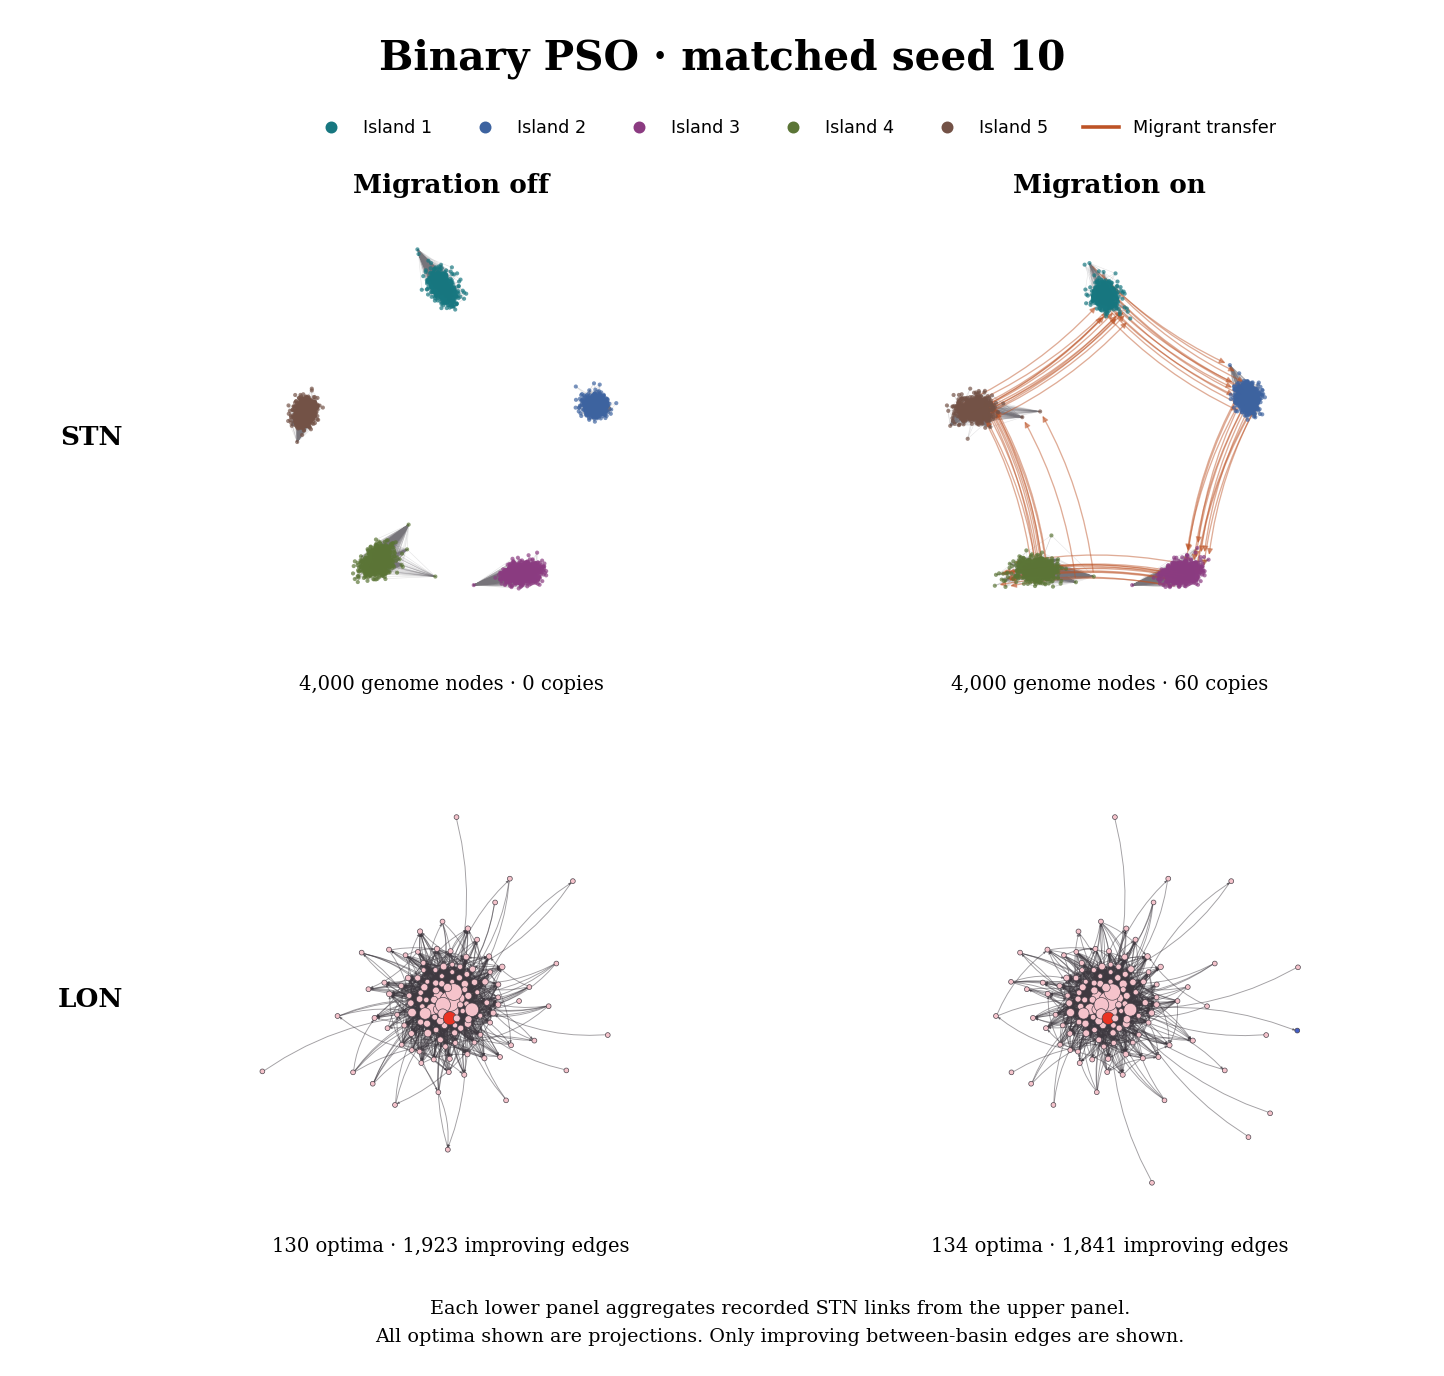 Binary PSO · matched seed 10
Island 1 Island 2 Island 3 Island 4 Island 5 Migrant transfer
Migration off Migration on
STN
4,000 genome nodes · 0 copies 4,000 genome nodes · 60 copies
LON
130 optima · 1,923 improving edges 134 optima · 1,841 improving edges
Each lower panel aggregates recorded STN links from the upper panel.
All optima shown are projections. Only improving between-basin edges are shown.